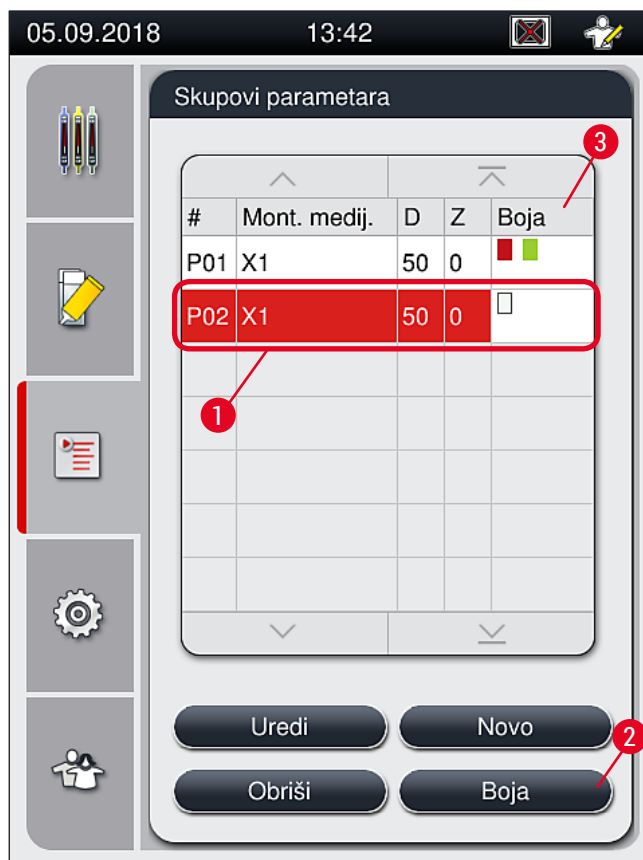 05.09.2018 13:42
Skupovi parametara
3
# Mont. medij. D Z Boja
P01 X1 50 0
P02 X1 50 0
1
Uredi Novo
2
Obriši Boja